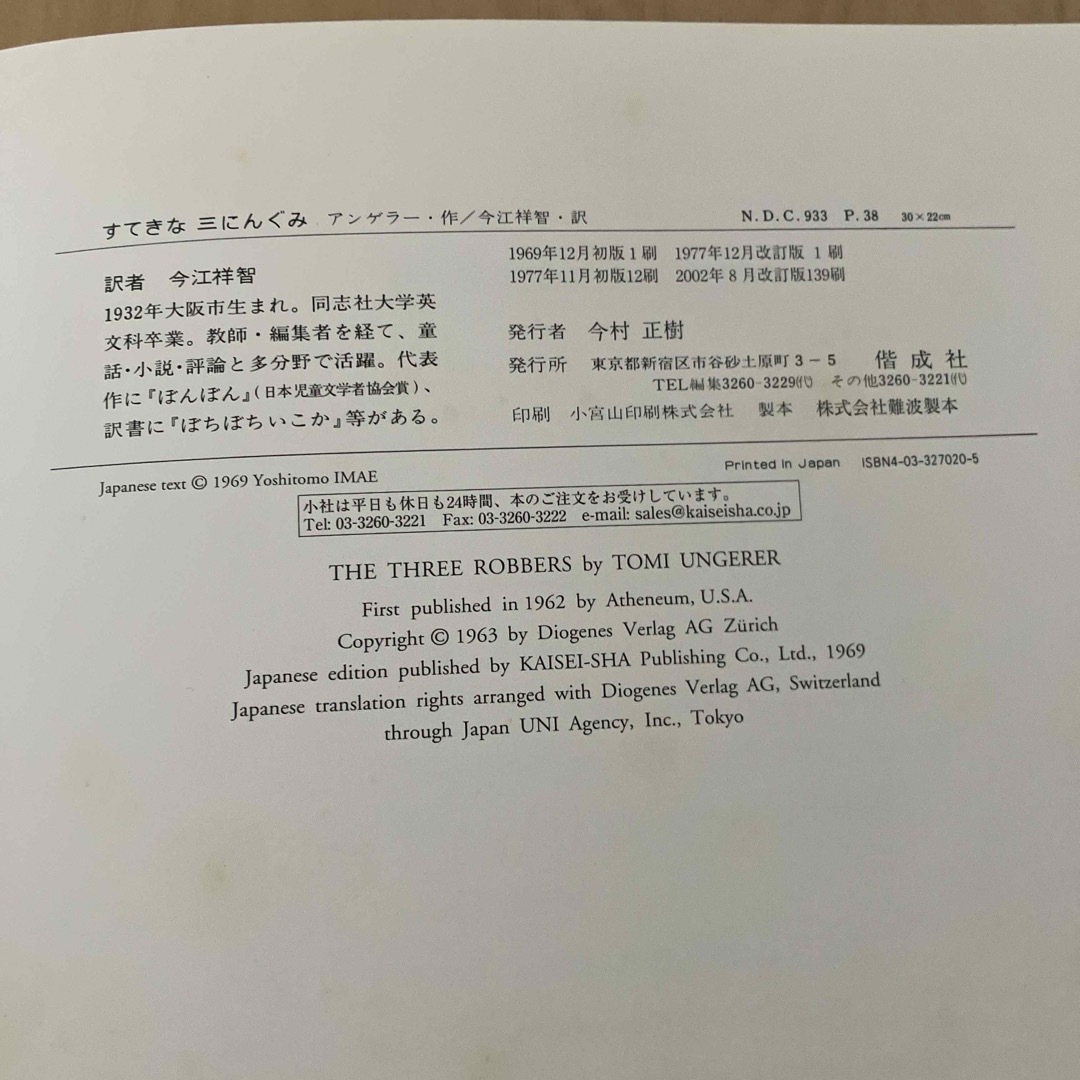 すてきな 三にんぐみ アンゲラー・作/今江祥智・訳 N.D.C.933 P.38 30×22㎝
訳者 今江祥智
1932年大阪市生まれ。同志社大学英
文科卒業。教師・編集者を経て、童
話・小説・評論と多分野で活躍。代表
作に『ぼんぼん』(日本児童文学者協会賞)、
訳書に『ぼちぼちいこか』等がある。
1969年12月初版1刷 1977年12月改訂版 1刷
1977年11月初版12刷 2002年8月改訂版139刷
発行者 今村 正樹
発行所 東京都新宿区市谷砂土原町3-5 偕成社
TEL編集3260-3229㈹ その他3260-3221㈹
印刷 小宮山印刷株式会社 製本 株式会社難波製本
Japanese text © 1969 Yoshitomo IMAE
Printed in Japan ISBN4-03-327020-5
小社は平日も休日も24時間、本のご注文をお受けしています。
Tel: 03-3260-3221 Fax: 03-3260-3222 e-mail: sales@kaiseisha.co.jp
THE THREE ROBBERS by TOMI UNGERER
First published in 1962 by Atheneum, U.S.A.
Copyright © 1963 by Diogenes Verlag AG Zürich
Japanese edition published by KAISEI-SHA Publishing Co., Ltd., 1969
Japanese translation rights arranged with Diogenes Verlag AG, Switzerland
through Japan UNI Agency, Inc., Tokyo